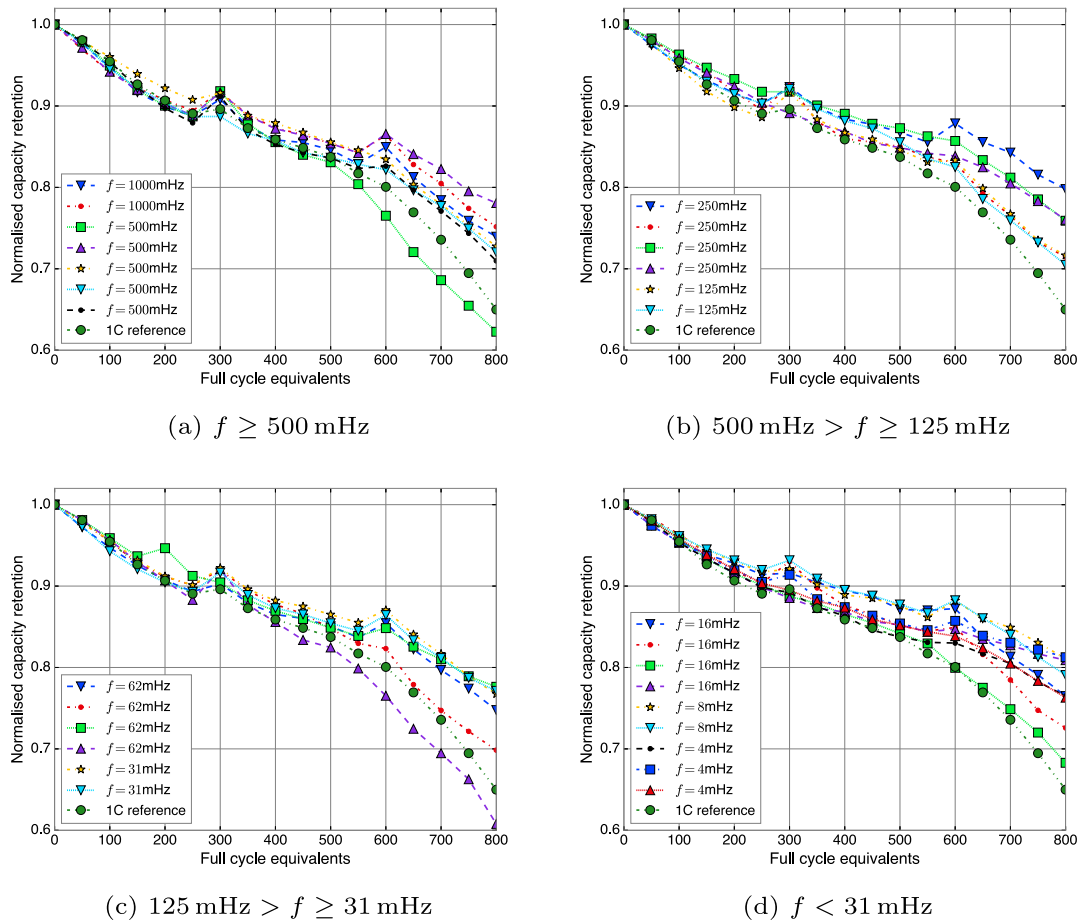 Normalised capacity retention
1.0
0.9
0.8
0.7
0.6
f = 1000mHz
f = 1000mHz
f = 500mHz
f = 500mHz
f = 500mHz
f = 500mHz
f = 500mHz
1C reference
0 100 200 300 400 500 600 700 800
Full cycle equivalents
(a) f ≥ 500 mHz
Normalised capacity retention
1.0
0.9
0.8
0.7
0.6
f = 250mHz
f = 250mHz
f = 250mHz
f = 250mHz
f = 125mHz
f = 125mHz
1C reference
0 100 200 300 400 500 600 700 800
Full cycle equivalents
(b) 500 mHz > f ≥ 125 mHz
Normalised capacity retention
1.0
0.9
0.8
0.7
0.6
f = 62mHz
f = 62mHz
f = 62mHz
f = 62mHz
f = 31mHz
f = 31mHz
1C reference
0 100 200 300 400 500 600 700 800
Full cycle equivalents
(c) 125 mHz > f ≥ 31 mHz
Normalised capacity retention
1.0
0.9
0.8
0.7
0.6
f = 16mHz
f = 16mHz
f = 16mHz
f = 16mHz
f = 8mHz
f = 8mHz
f = 4mHz
f = 4mHz
f = 4mHz
1C reference
0 100 200 300 400 500 600 700 800
Full cycle equivalents
(d) f < 31 mHz